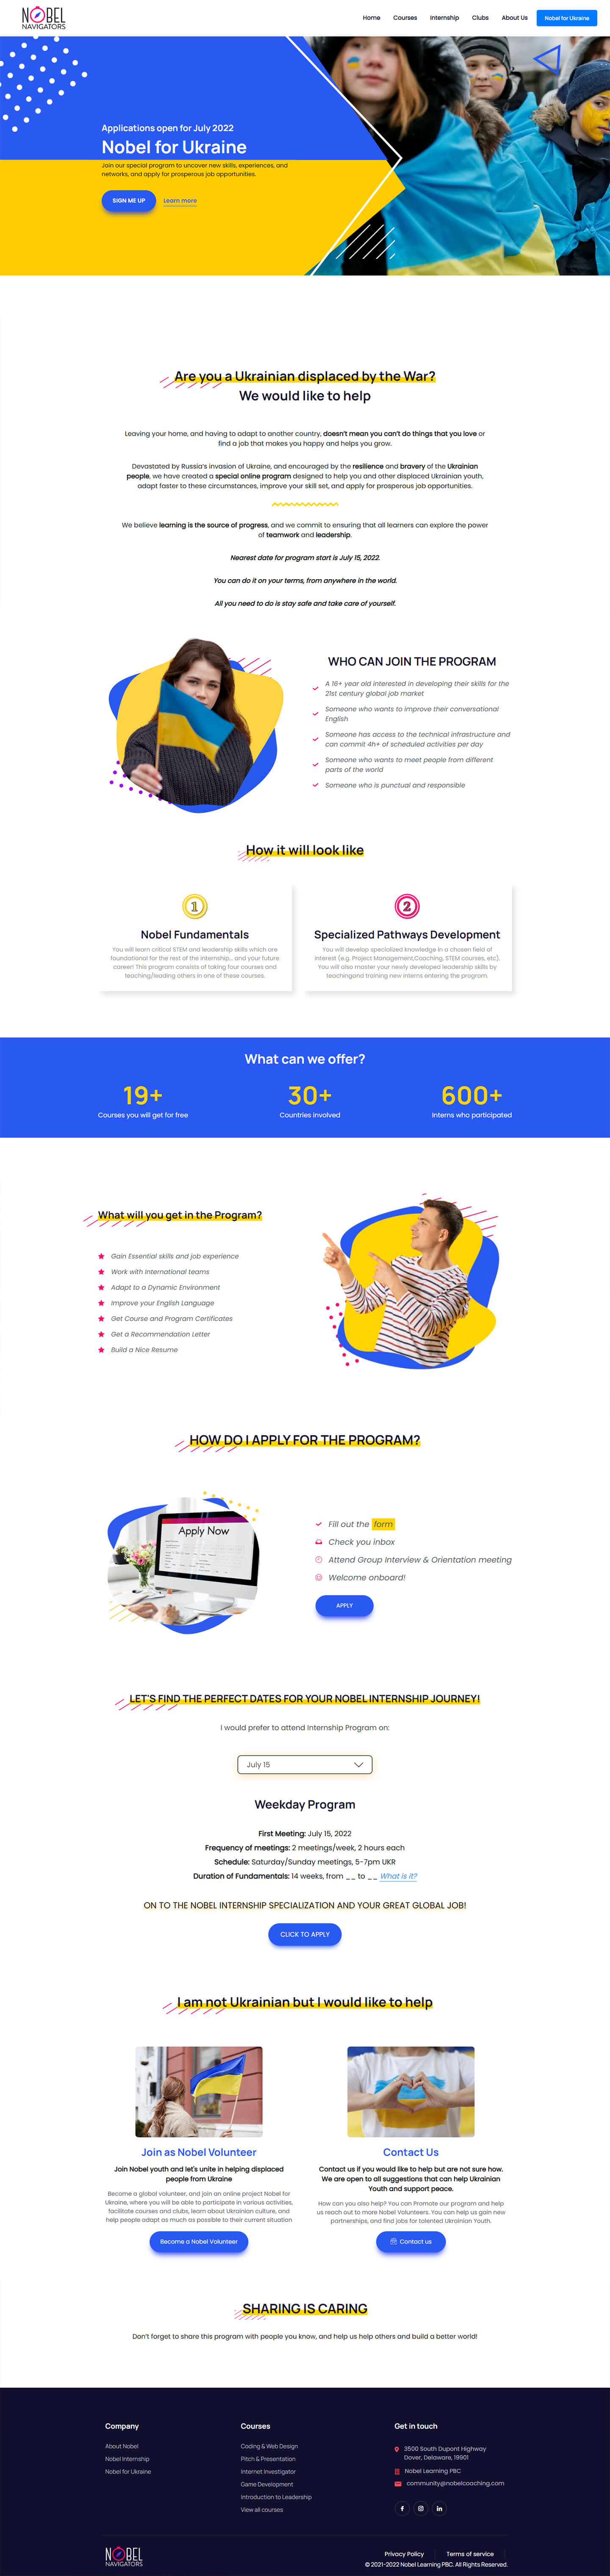 NOBEL
NAVIGATORS
Home Courses Internship Clubs About Us Nobel for Ukraine
Applications open for July 2022
Nobel for Ukraine
Join our special program to uncover new skills, experiences, and
networks, and apply for prosperous job opportunities.
SIGN ME UP Learn more
Are you a Ukrainian displaced by the War?
We would like to help
Leaving your home, and having to adapt to another country, doesn't mean you can't do things that you love or
find a job that makes you happy and helps you grow.
Devastated by Russia's invasion of Ukraine, and encouraged by the resilience and bravery of the Ukrainian
people, we have created a special online program designed to help you and other displaced Ukrainian youth,
adapt faster to these circumstances, improve your skill set, and apply for prosperous job opportunities.
We believe learning is the source of progress, and we commit to ensuring that all learners can explore the power
of teamwork and leadership.
Nearest date for program start is July 15, 2022.
You can do it on your terms, from anywhere in the world.
All you need to do is stay safe and take care of yourself.
WHO CAN JOIN THE PROGRAM
A 16+ year old interested in developing their skills for the
21st century global job market
Someone who wants to improve their conversational
English
Someone has access to the technical infrastructure and
can commit 4h+ of scheduled activities per day
Someone who wants to meet people from different
parts of the world
Someone who is punctual and responsible
How it will look like
1
Nobel Fundamentals
You will learn critical STEM and leadership skills which are
foundational for the rest of the internship... and your future
career! This program consists of taking four courses and
teaching/leading others in one of these courses.
2
Specialized Pathways Development
You will develop specialized knowledge in a chosen field of
interest (e.g. Project Management,Coaching, STEM courses, etc).
You will also master your newly developed leadership skills by
teachingand training new interns entering the program.
What can we offer?
19+ 30+ 600+
Courses you will get for free Countries involved Interns who participated
What will you get in the Program?
Gain Essential skills and job experience
Work with International teams
Adapt to a Dynamic Environment
Improve your English Language
Get Course and Program Certificates
Get a Recommendation Letter
Build a Nice Resume
HOW DO I APPLY FOR THE PROGRAM?
Apply Now
Fill out the form
Check you inbox
Attend Group Interview & Orientation meeting
Welcome onboard!
APPLY
LET'S FIND THE PERFECT DATES FOR YOUR NOBEL INTERNSHIP JOURNEY!
I would prefer to attend Internship Program on:
July 15
Weekday Program
First Meeting: July 15, 2022
Frequency of meetings: 2 meetings/week, 2 hours each
Schedule: Saturday/Sunday meetings, 5-7pm UKR
Duration of Fundamentals: 14 weeks, from __ to __ What is it?
ON TO THE NOBEL INTERNSHIP SPECIALIZATION AND YOUR GREAT GLOBAL JOB!
CLICK TO APPLY
I am not Ukrainian but I would like to help
Join as Nobel Volunteer
Join Nobel youth and let's unite in helping displaced
people from Ukraine
Become a global volunteer, and join an online project Nobel for
Ukraine, where you will be able to participate in various activities,
facilitate courses and clubs, learn about Ukrainian culture, and
help people adapt as much as possible to their current situation
Become a Nobel Volunteer
Contact Us
Contact us if you would like to help but are not sure how.
We are open to all suggestions that can help Ukrainian
Youth and support peace.
How can you also help? You can Promote our program and help
us reach out to more Nobel Volunteers. You can help us gain new
partnerships, and find jobs for talented Ukrainian Youth.
Contact us
SHARING IS CARING
Don't forget to share this program with people you know, and help us help others and build a better world!
Company
About Nobel
Nobel Internship
Nobel for Ukraine
Courses
Coding & Web Design
Pitch & Presentation
Internet Investigator
Game Development
Introduction to Leadership
View all courses
Get in touch
3500 South Dupont Highway
Dover, Delaware, 19901
Nobel Learning PBC
community@nobelcoaching.com
NOBEL
NAVIGATORS
Privacy Policy Terms of service
© 2021-2022 Nobel Learning PBC. All Rights Reserved.